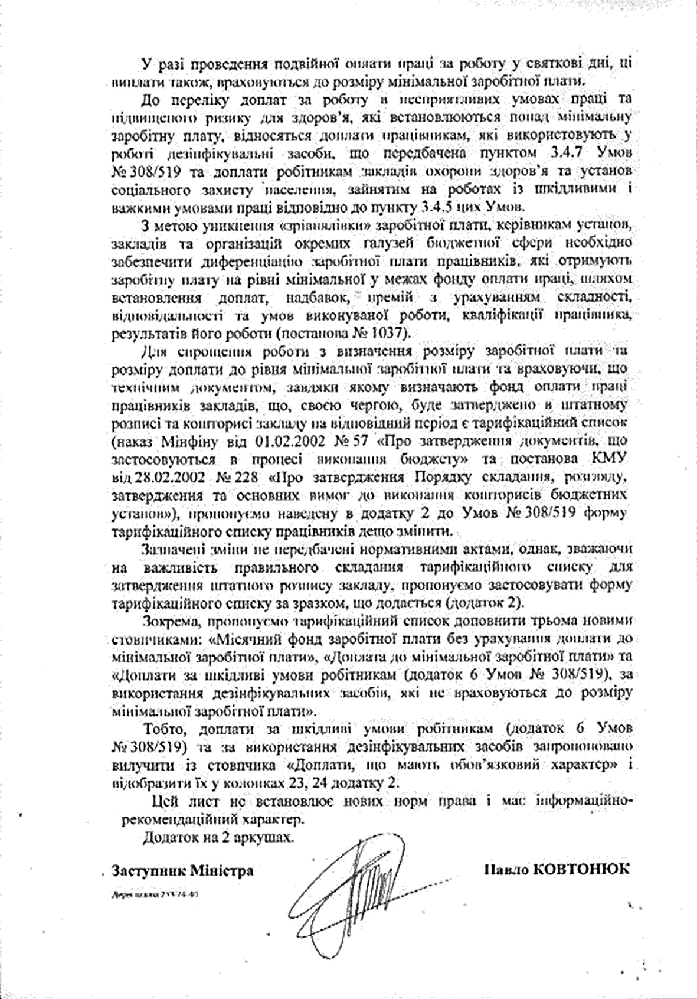 У разі проведення подвійної оплати праці за роботу у святкові дні, ці
виплати також, враховуються до розміру мінімальної заробітної плати.
До переліку доплат за роботу в несприятливих умовах праці та
підвищеного ризику для здоров'я, які встановлюються понад мінімальну
заробітну плату, відносяться доплати працівникам, які використовують у
роботі дезінфікувальні засоби, що передбачена пунктом 3.4.7 Умов
№ 308/519 та доплати робітникам закладів охорони здоров'я та установ
соціального захисту населення, зайнятим на роботах із шкідливими і
важкими умовами праці відповідно до пункту 3.4.5 цих Умов.
З метою уникнення «зрівнялівки» заробітної плати, керівникам установ,
закладів та організацій окремих галузей бюджетної сфери необхідно
забезпечити диференціацію заробітної плати працівників, які отримують
заробітну плату на рівні мінімальної у межах фонду оплати праці, шляхом
встановлення доплат, надбавок, премій з урахуванням складності,
відповідальності та умов виконуваної роботи, кваліфікації працівника,
результатів його роботи (постанова № 1037).
Для спрощення роботи з визначення розміру заробітної плати та
розміру доплати до рівня мінімальної заробітної плати та враховуючи, що
технічним документом, завдяки якому визначають фонд оплати праці
працівників закладів, що, своєю чергою, буде затверджено в штатному
розписі та кошторисі закладу на відповідний період є тарифікаційний список
(наказ Мінфіну від 01.02.2002 № 57 «Про затвердження документів, що
застосовуються в процесі виконання бюджету» та постанова КМУ
від 28.02.2002 № 228 «Про затвердження Порядку складання, розгляду,
затвердження та основних вимог до виконання кошторисів бюджетних
установ»), пропонуємо наведену в додатку 2 до Умов № 308/519 форму
тарифікаційного списку працівників дещо змінити.
Зазначені зміни не передбачені нормативними актами, однак, зважаючи
на важливість правильного складання тарифікаційного списку для
затвердження штатного розпису закладу, пропонуємо застосовувати форму
тарифікаційного списку за зразком, що додається (додаток 2).
Зокрема, пропонуємо тарифікаційний список доповнити трьома новими
стовпчиками: «Місячний фонд заробітної плати без урахування доплати до
мінімальної заробітної плати», «Доплата до мінімальної заробітної плати» та
«Доплати за шкідливі умови робітникам (додаток 6 Умов № 308/519), за
використання дезінфікувальних засобів, які не враховуються до розміру
мінімальної заробітної плати».
Тобто, доплати за шкідливі умови робітникам (додаток 6 Умов
№ 308/519) та за використання дезінфікувальних засобів запропоновано
вилучити із стовпчика «Доплати, що мають обов'язковий характер» і
відобразити їх у колонках 23, 24 додатку 2.
Цей лист не встановлює нових норм права і має інформаційно-
рекомендаційний характер.
Додаток на 2 аркушах.
Заступник Міністра Павло КОВТОНЮК